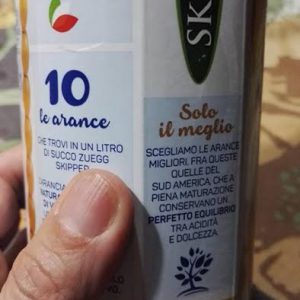 SK
10
le arance
CHE TROVI IN UN LITRO
DI SUCCO ZUEGG
SKIPPER
Solo
il meglio
SCEGLIAMO LE ARANCE
MIGLIORI. FRA QUESTE
QUELLE DEL
SUD AMERICA, CHE A
PIENA MATURAZIONE
CONSERVANO UN
PERFETTO EQUILIBRIO
TRA ACIDITÀ
E DOLCEZZA.